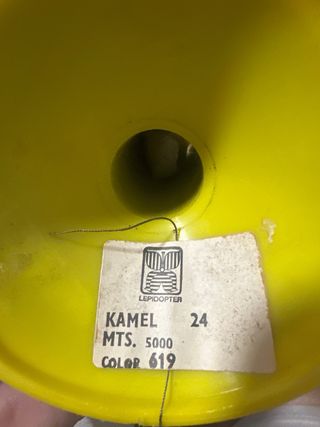 LEPIDOPTER
KAMEL 24
MTS. 5000
COLOR 619